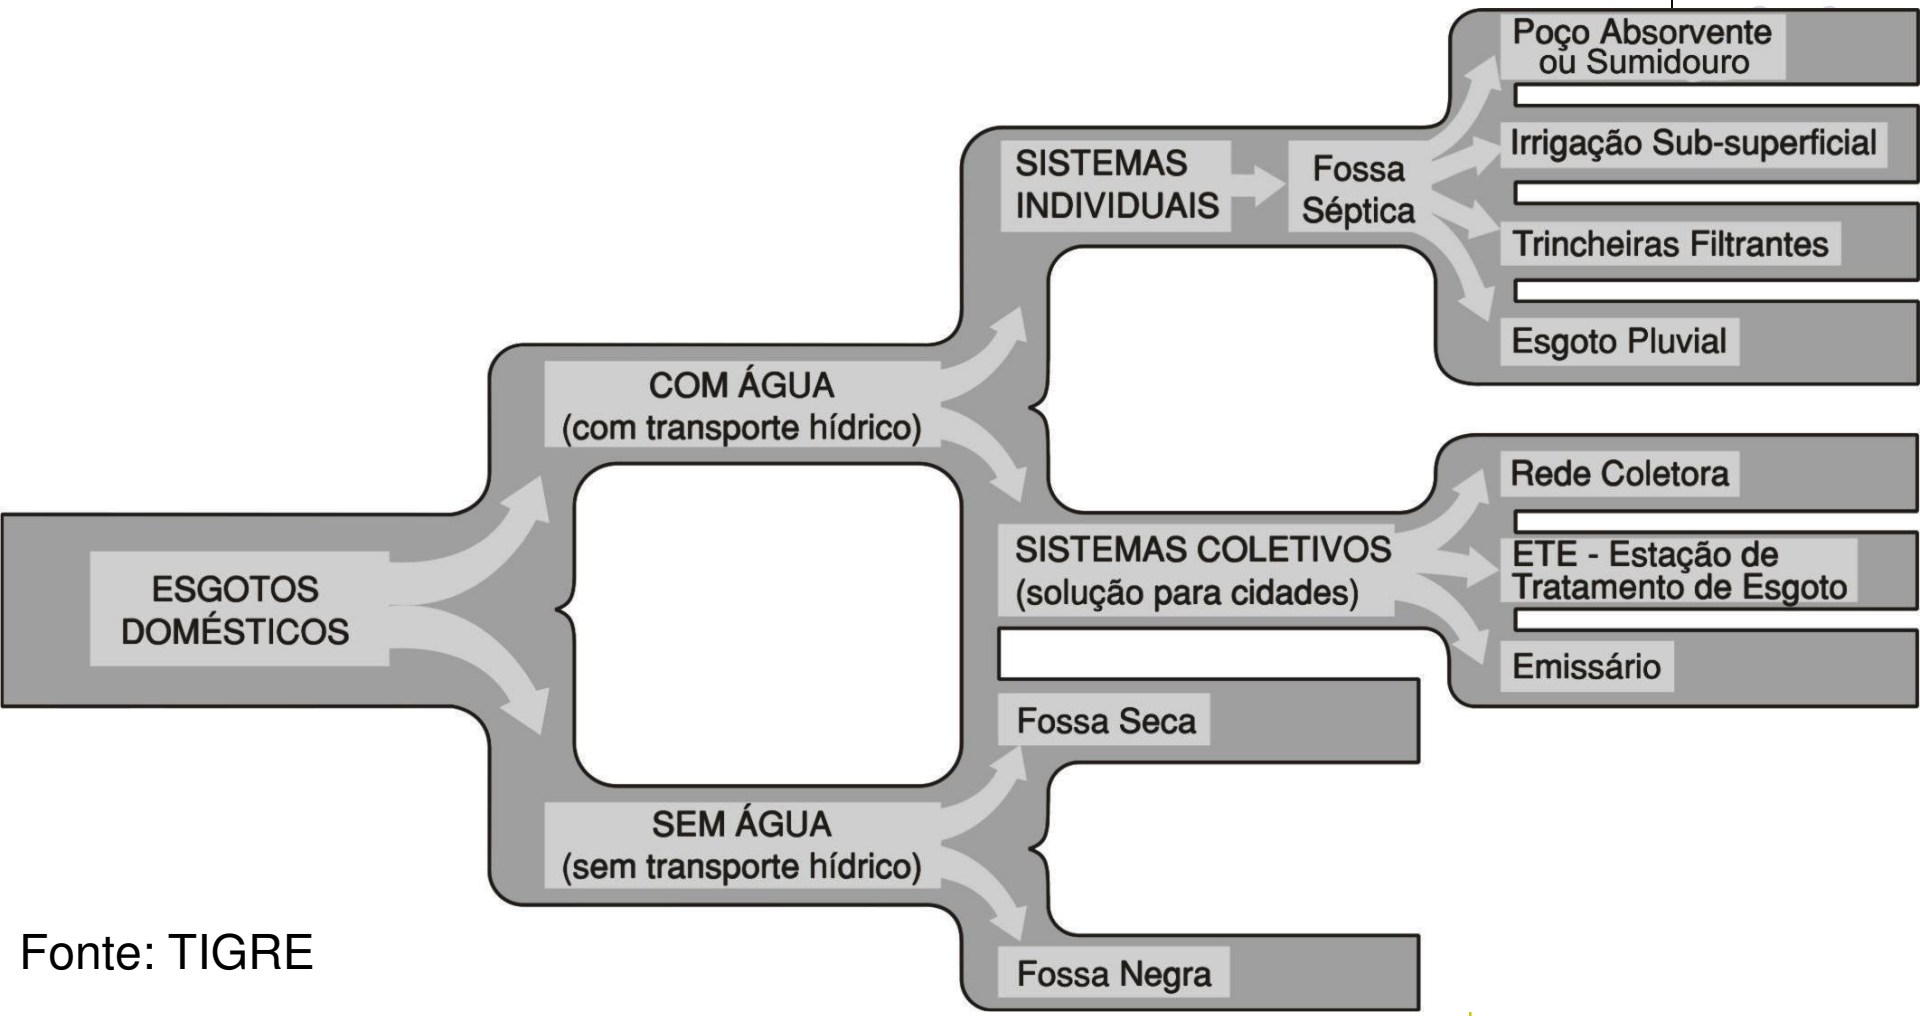 Poço Absorvente
ou Sumidouro
Irrigação Sub-superficial
SISTEMAS
INDIVIDUAIS
Fossa
Séptica
Trincheiras Filtrantes
Esgoto Pluvial
COM ÁGUA
(com transporte hídrico)
Rede Coletora
SISTEMAS COLETIVOS
(solução para cidades)
ETE - Estação de
Tratamento de Esgoto
Emissário
ESGOTOS
DOMÉSTICOS
Fossa Seca
SEM ÁGUA
(sem transporte hídrico)
Fossa Negra
Fonte: TIGRE